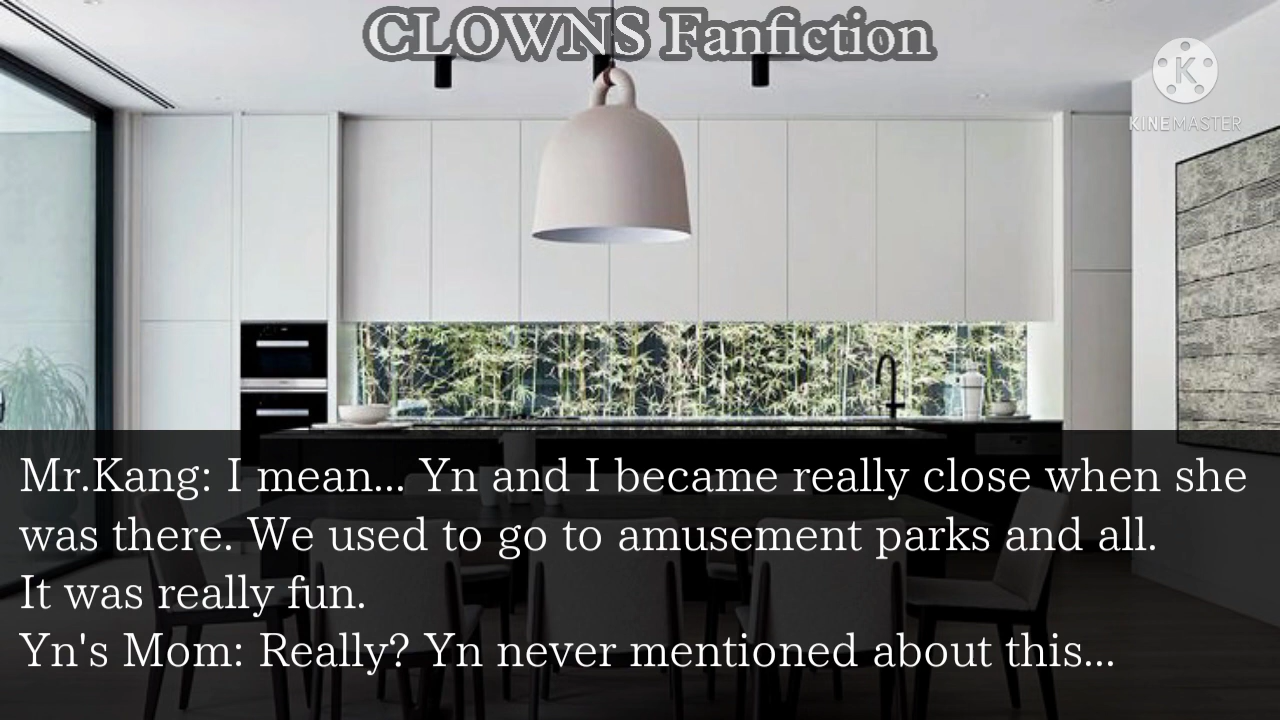 CLOWNS Fanfiction
K
KINEMASTER
Mr.Kang: I mean... Yn and I became really close when she
was there. We used to go to amusement parks and all.
It was really fun.
Yn's Mom: Really? Yn never mentioned about this...